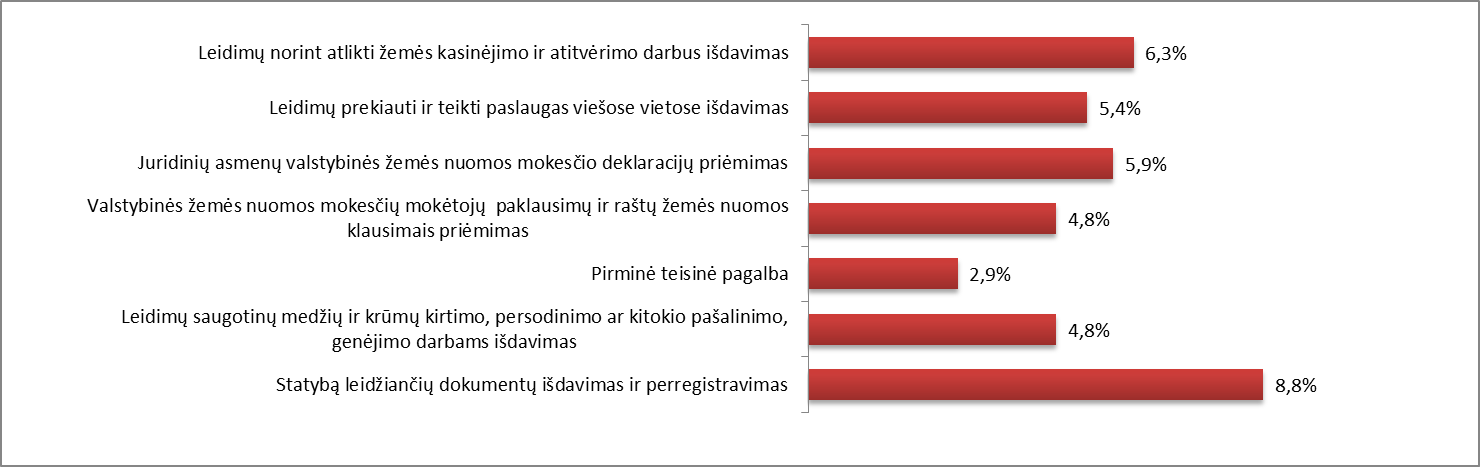 Leidimų norint atlikti žemės kasinėjimo ir atitvėrimo darbus išdavimas 6,3%
Leidimų prekiauti ir teikti paslaugas viešose vietose išdavimas 5,4%
Juridinių asmenų valstybinės žemės nuomos mokesčio deklaracijų priėmimas 5,9%
Valstybinės žemės nuomos mokesčių mokėtojų  paklausimų ir raštų žemės nuomos
klausimais priėmimas 4,8%
Pirminė teisinė pagalba 2,9%
Leidimų saugotinų medžių ir krūmų kirtimo, persodinimo ar kitokio pašalinimo,
genėjimo darbams išdavimas 4,8%
Statybą leidžiančių dokumentų išdavimas ir perregistravimas 8,8%